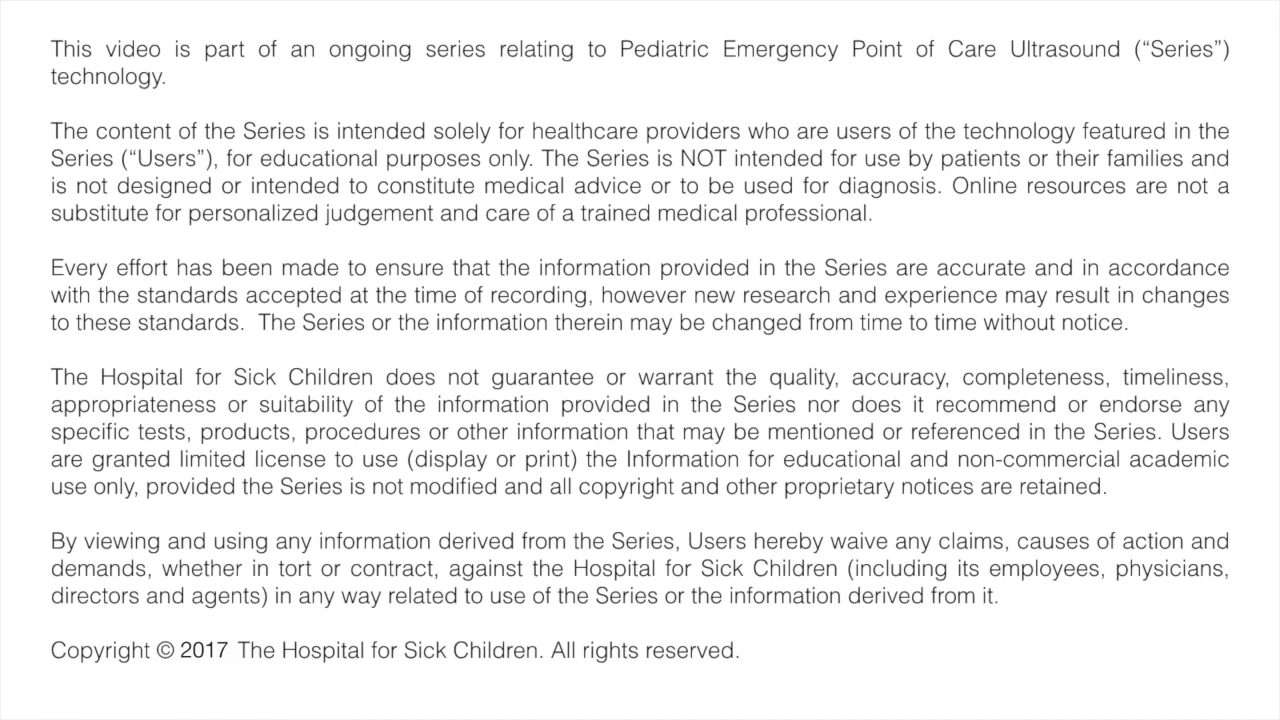 This video is part of an ongoing series relating to Pediatric Emergency Point of Care Ultrasound (“Series”)
technology.
The content of the Series is intended solely for healthcare providers who are users of the technology featured in the
Series (“Users”), for educational purposes only. The Series is NOT intended for use by patients or their families and
is not designed or intended to constitute medical advice or to be used for diagnosis. Online resources are not a
substitute for personalized judgement and care of a trained medical professional.
Every effort has been made to ensure that the information provided in the Series are accurate and in accordance
with the standards accepted at the time of recording, however new research and experience may result in changes
to these standards.  The Series or the information therein may be changed from time to time without notice.
The Hospital for Sick Children does not guarantee or warrant the quality, accuracy, completeness, timeliness,
appropriateness or suitability of the information provided in the Series nor does it recommend or endorse any
specific tests, products, procedures or other information that may be mentioned or referenced in the Series. Users
are granted limited license to use (display or print) the Information for educational and non-commercial academic
use only, provided the Series is not modified and all copyright and other proprietary notices are retained.
By viewing and using any information derived from the Series, Users hereby waive any claims, causes of action and
demands, whether in tort or contract, against the Hospital for Sick Children (including its employees, physicians,
directors and agents) in any way related to use of the Series or the information derived from it.
Copyright © 2017 The Hospital for Sick Children. All rights reserved.